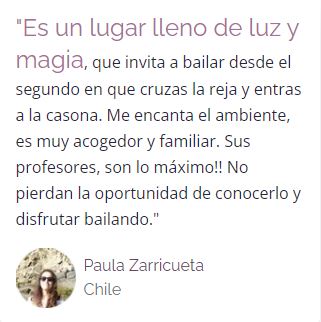 "Es un lugar lleno de luz y
magia, que invita a bailar desde el
segundo en que cruzas la reja y entras
a la casona. Me encanta el ambiente,
es muy acogedor y familiar. Sus
profesores, son lo máximo!! No
pierdan la oportunidad de conocerlo y
disfrutar bailando."
Paula Zarricueta
Chile